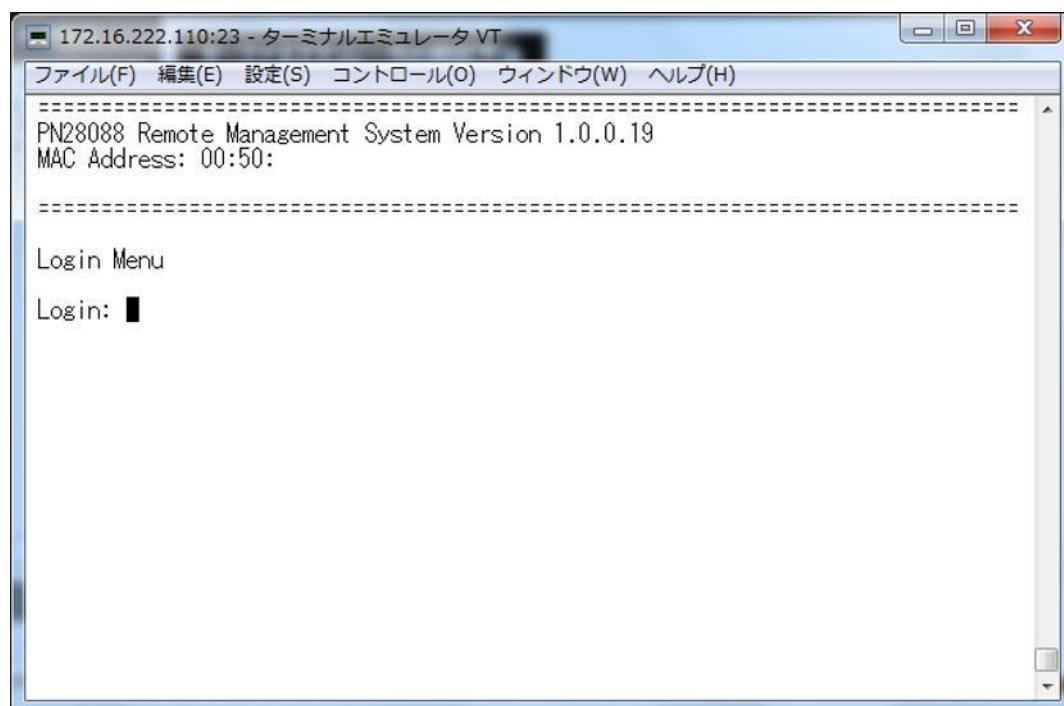 172.16.222.110:23 - ターミナルエミュレータ VT
ファイル(F) 編集(E) 設定(S) コントロール(O) ウィンドウ(W) ヘルプ(H)
==============================================================================
PN28088 Remote Management System Version 1.0.0.19
MAC Address: 00:50:
==============================================================================
Login Menu
Login: